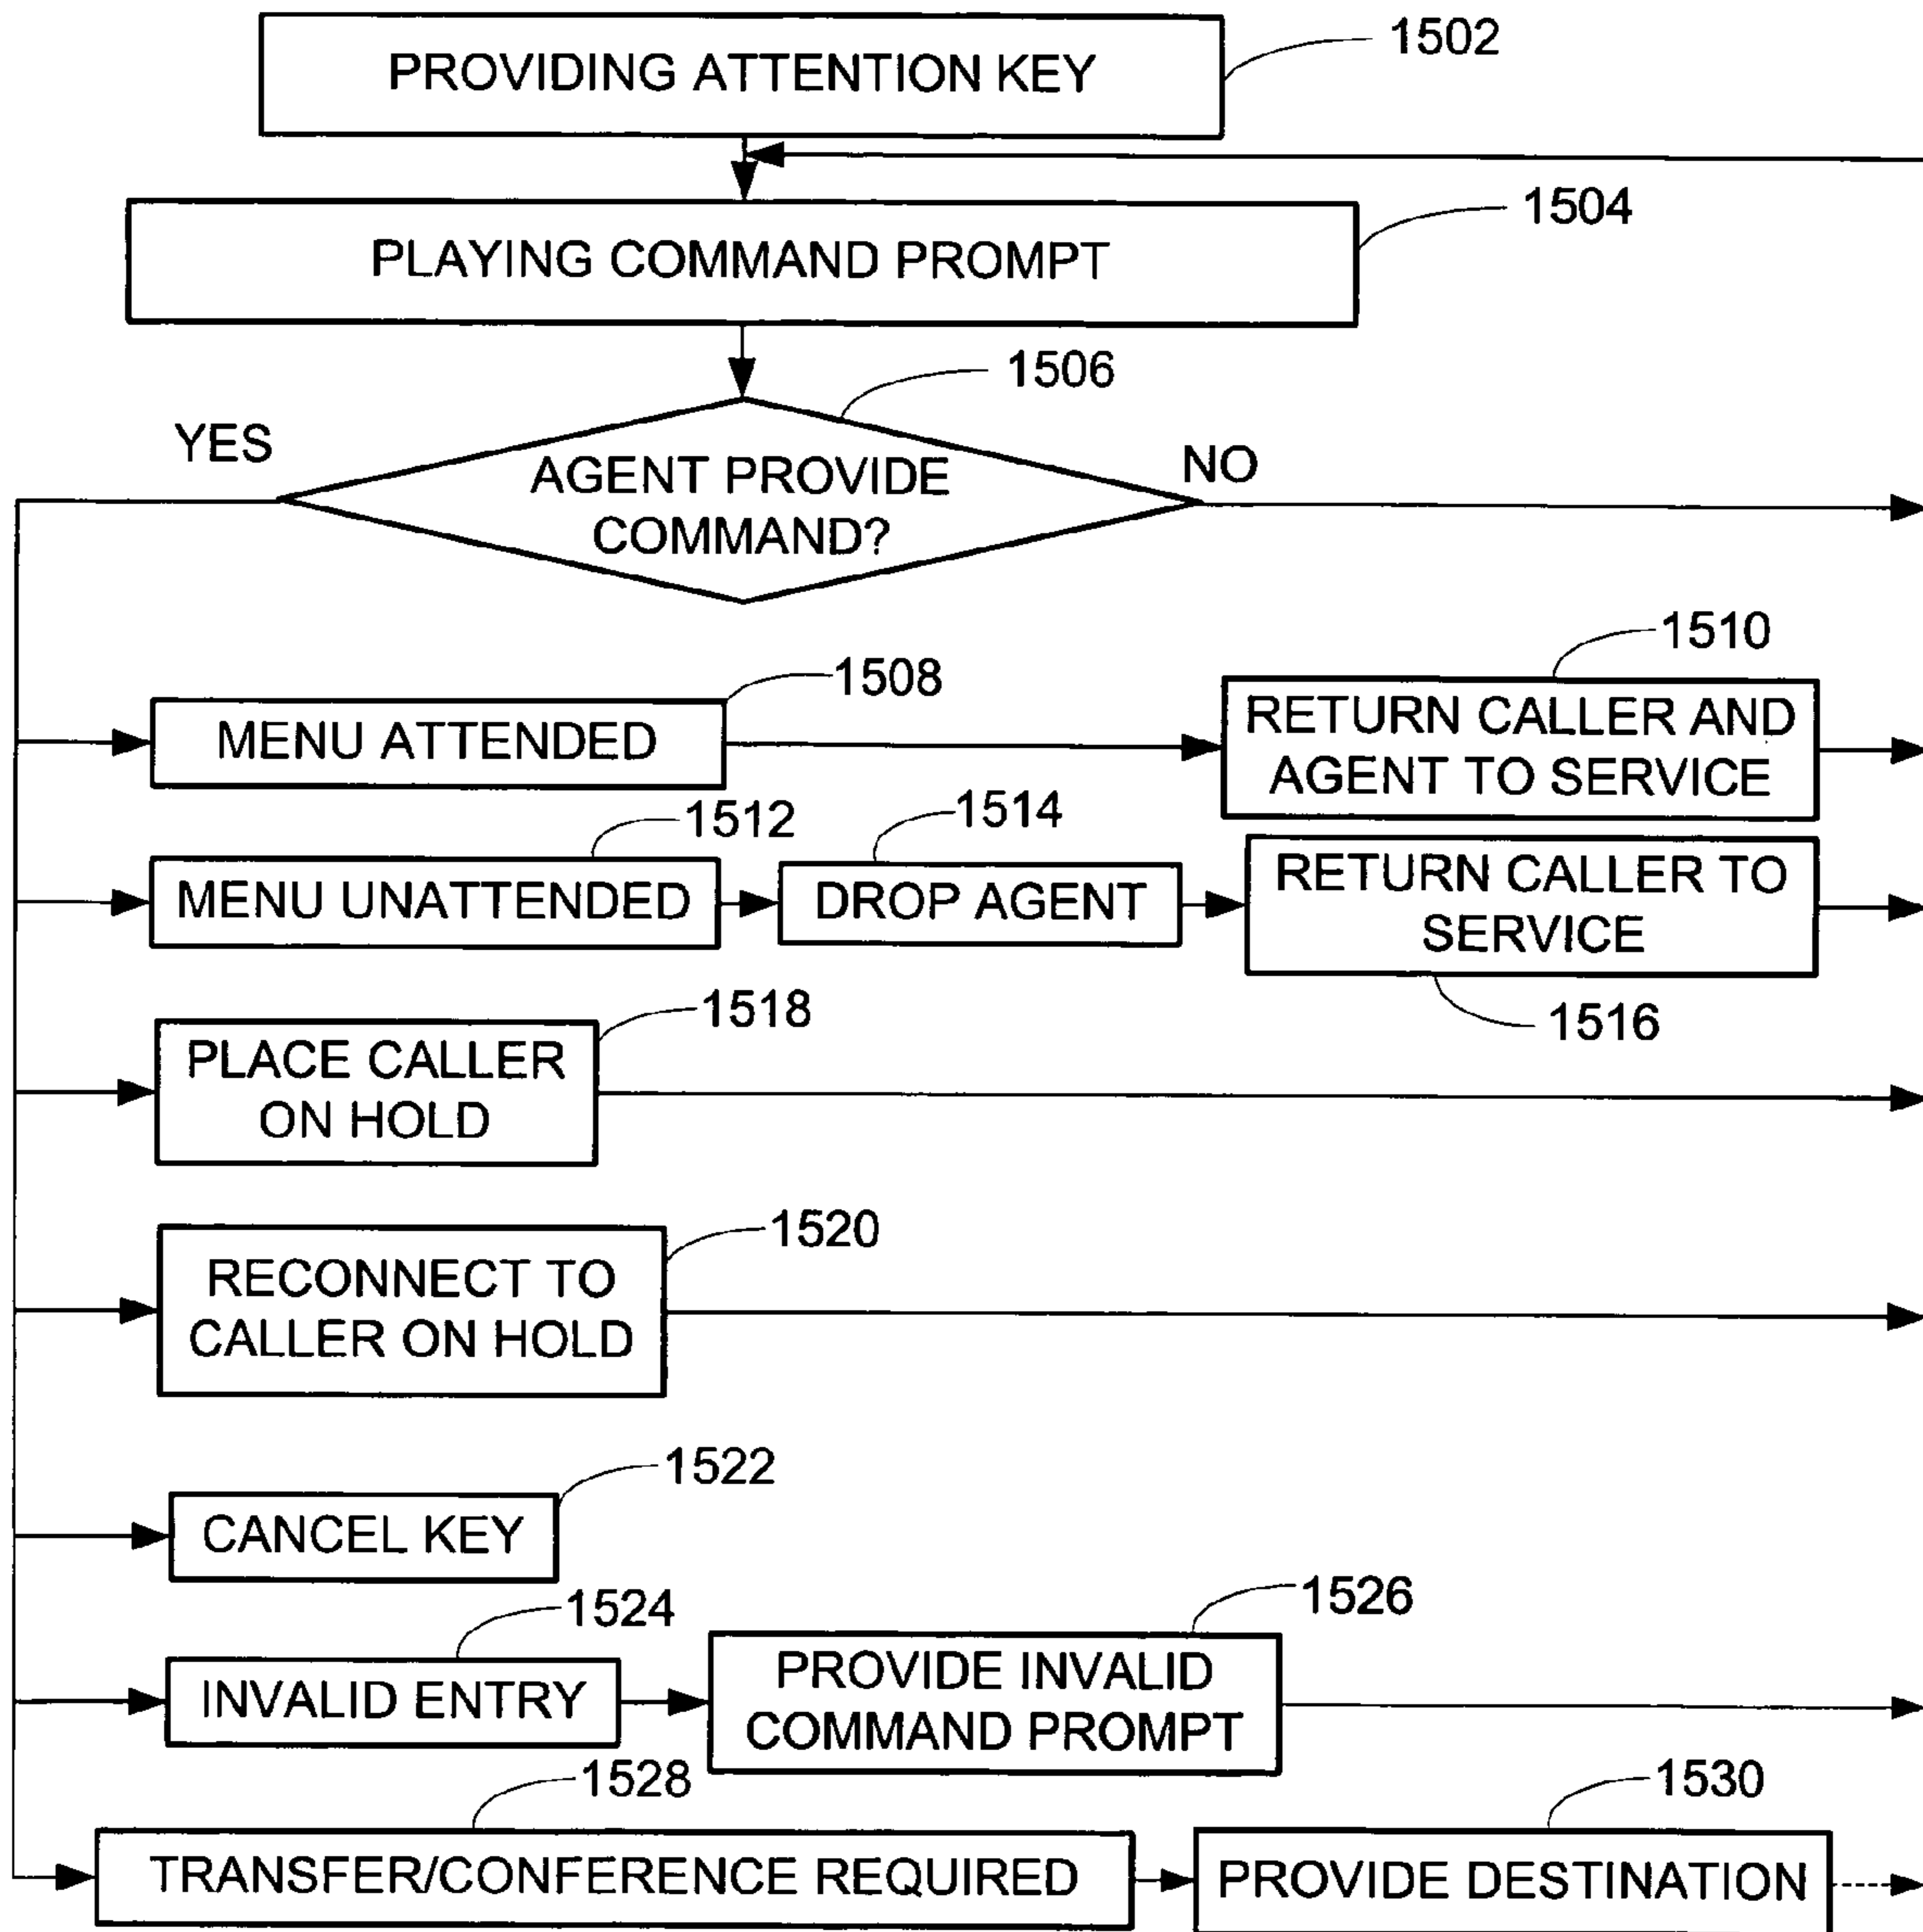 1502
PROVIDING ATTENTION KEY
1504
PLAYING COMMAND PROMPT
1506
YES
NO
AGENT PROVIDE
COMMAND?
1508
MENU ATTENDED
1510
RETURN CALLER AND
AGENT TO SERVICE
1512
MENU UNATTENDED
1514
DROP AGENT
RETURN CALLER TO
SERVICE
1516
1518
PLACE CALLER
ON HOLD
1520
RECONNECT TO
CALLER ON HOLD
1522
CANCEL KEY
1524
INVALID ENTRY
1526
PROVIDE INVALID
COMMAND PROMPT
1528
TRANSFER/CONFERENCE REQUIRED
1530
PROVIDE DESTINATION